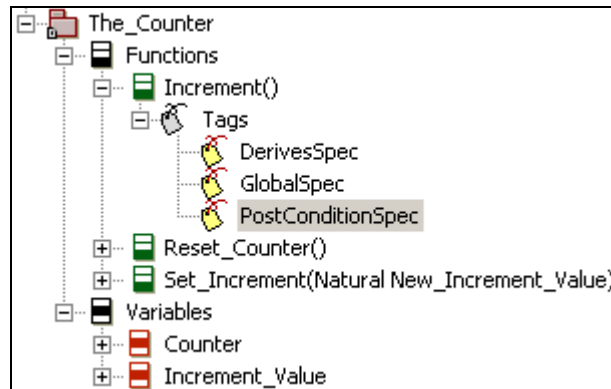 The_Counter
Functions
Increment()
Tags
DerivesSpec
GlobalSpec
PostConditionSpec
Reset_Counter()
Set_Increment(Natural New_Increment_Value)
Variables
Counter
Increment_Value